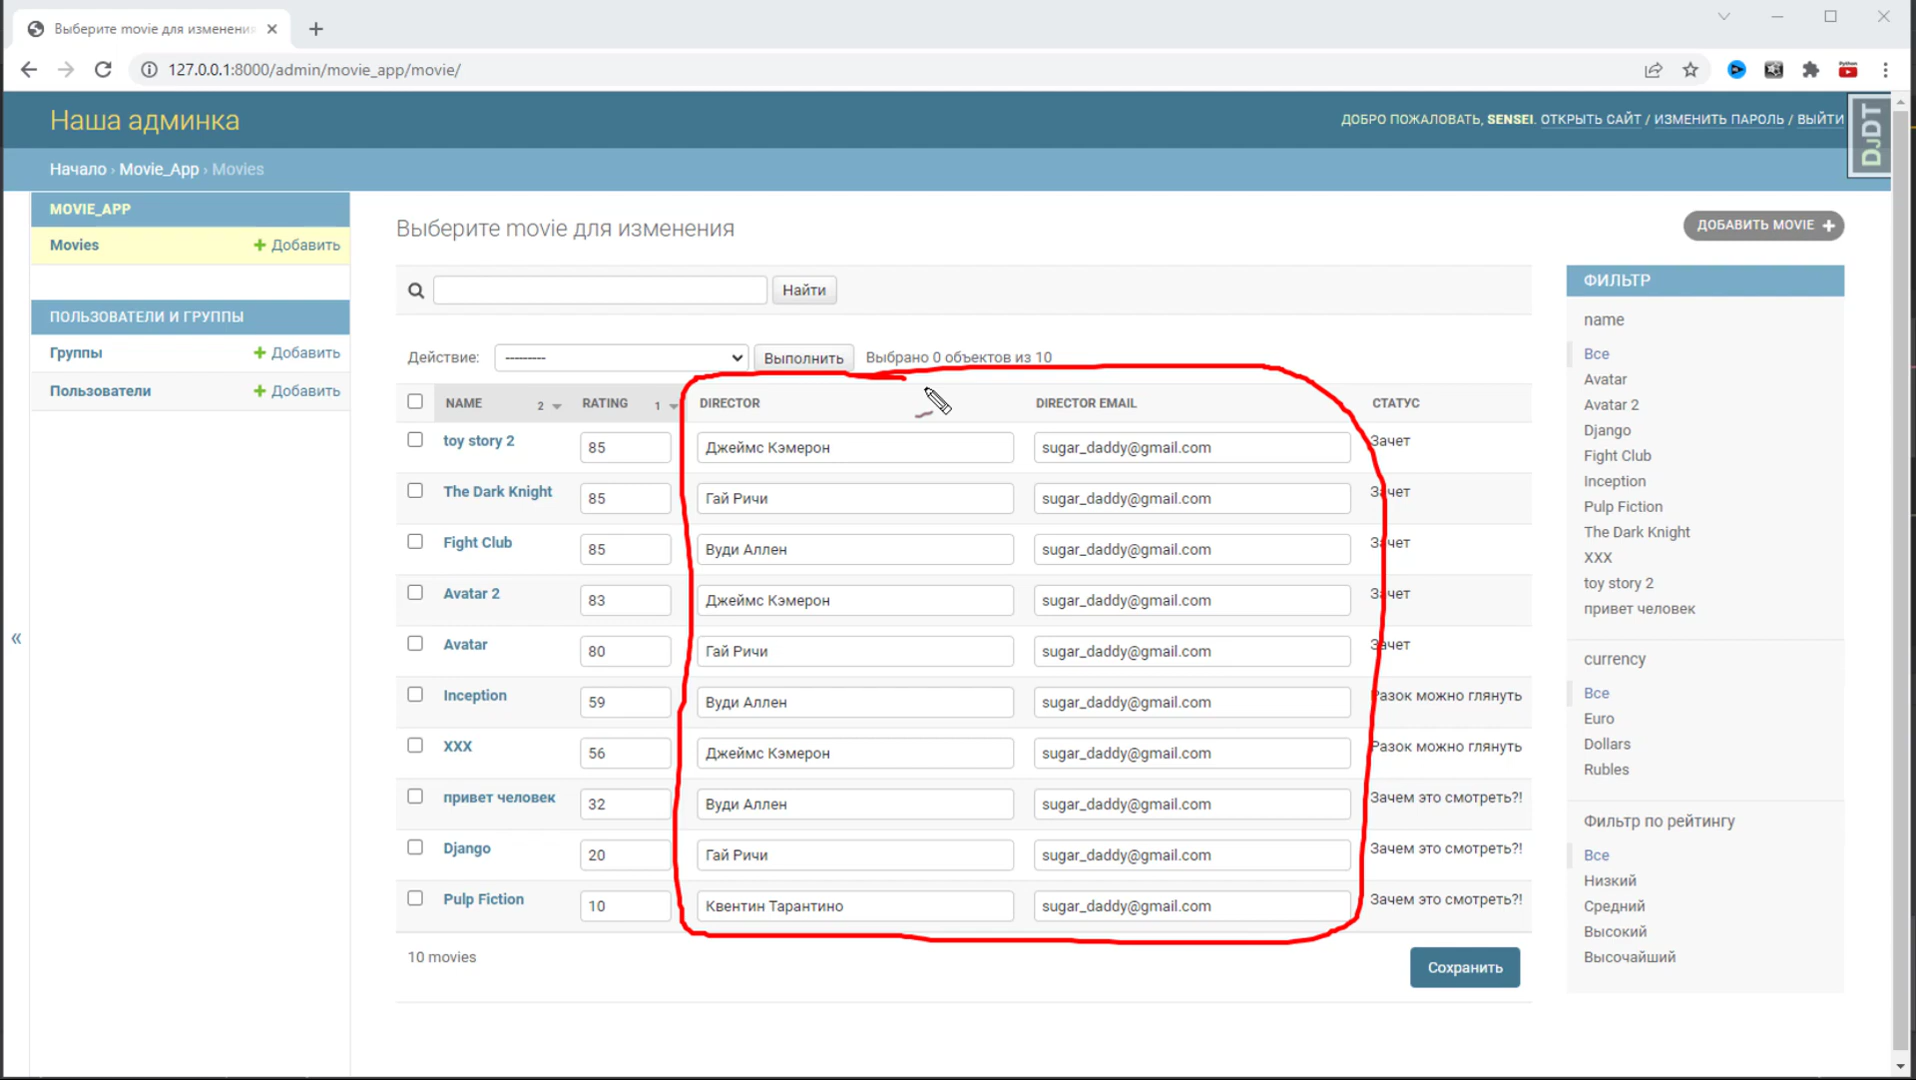 Выберите movie для изменени
127.0.0.1:8000/admin/movie_app/movie/
Python
Наша админка
ДОБРО ПОЖАЛОВАТЬ, SENSEI. ОТКРЫТЬ САЙТ / ИЗМЕНИТЬ ПАРОЛЬ / ВЫЙТИ
DJDT
Начало › Movie_App › Movies
MOVIE_APP
Movies + Добавить
ПОЛЬЗОВАТЕЛИ И ГРУППЫ
Группы + Добавить
Пользователи + Добавить
«
Выберите movie для изменения
ДОБАВИТЬ MOVIE +
Найти
Действие: --------- Выполнить Выбрано 0 объектов из 10
NAME 2 RATING 1 DIRECTOR DIRECTOR EMAIL СТАТУС
toy story 2 85 Джеймс Кэмерон sugar_daddy@gmail.com Зачет
The Dark Knight 85 Гай Ричи sugar_daddy@gmail.com Зачет
Fight Club 85 Вуди Аллен sugar_daddy@gmail.com Зачет
Avatar 2 83 Джеймс Кэмерон sugar_daddy@gmail.com Зачет
Avatar 80 Гай Ричи sugar_daddy@gmail.com Зачет
Inception 59 Вуди Аллен sugar_daddy@gmail.com Разок можно глянуть
XXX 56 Джеймс Кэмерон sugar_daddy@gmail.com Разок можно глянуть
привет человек 32 Вуди Аллен sugar_daddy@gmail.com Зачем это смотреть?!
Django 20 Гай Ричи sugar_daddy@gmail.com Зачем это смотреть?!
Pulp Fiction 10 Квентин Тарантино sugar_daddy@gmail.com Зачем это смотреть?!
10 movies
Сохранить
ФИЛЬТР
name
Все
Avatar
Avatar 2
Django
Fight Club
Inception
Pulp Fiction
The Dark Knight
XXX
toy story 2
привет человек
currency
Все
Euro
Dollars
Rubles
Фильтр по рейтингу
Все
Низкий
Средний
Высокий
Высочайший